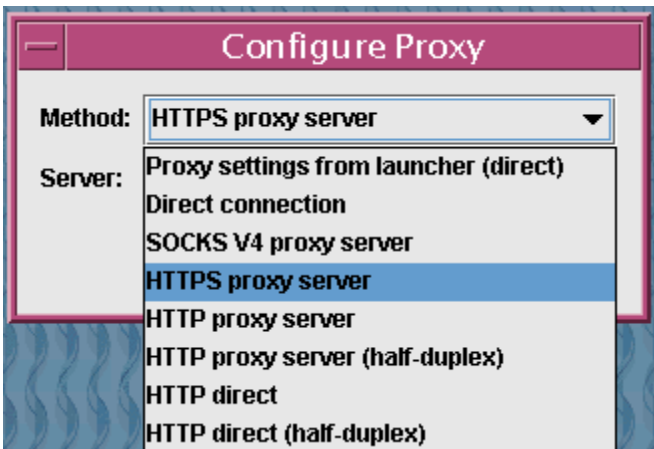 Configure Proxy
Method: HTTPS proxy server
Server:
Proxy settings from launcher (direct)
Direct connection
SOCKS V4 proxy server
HTTPS proxy server
HTTP proxy server
HTTP proxy server (half-duplex)
HTTP direct
HTTP direct (half-duplex)